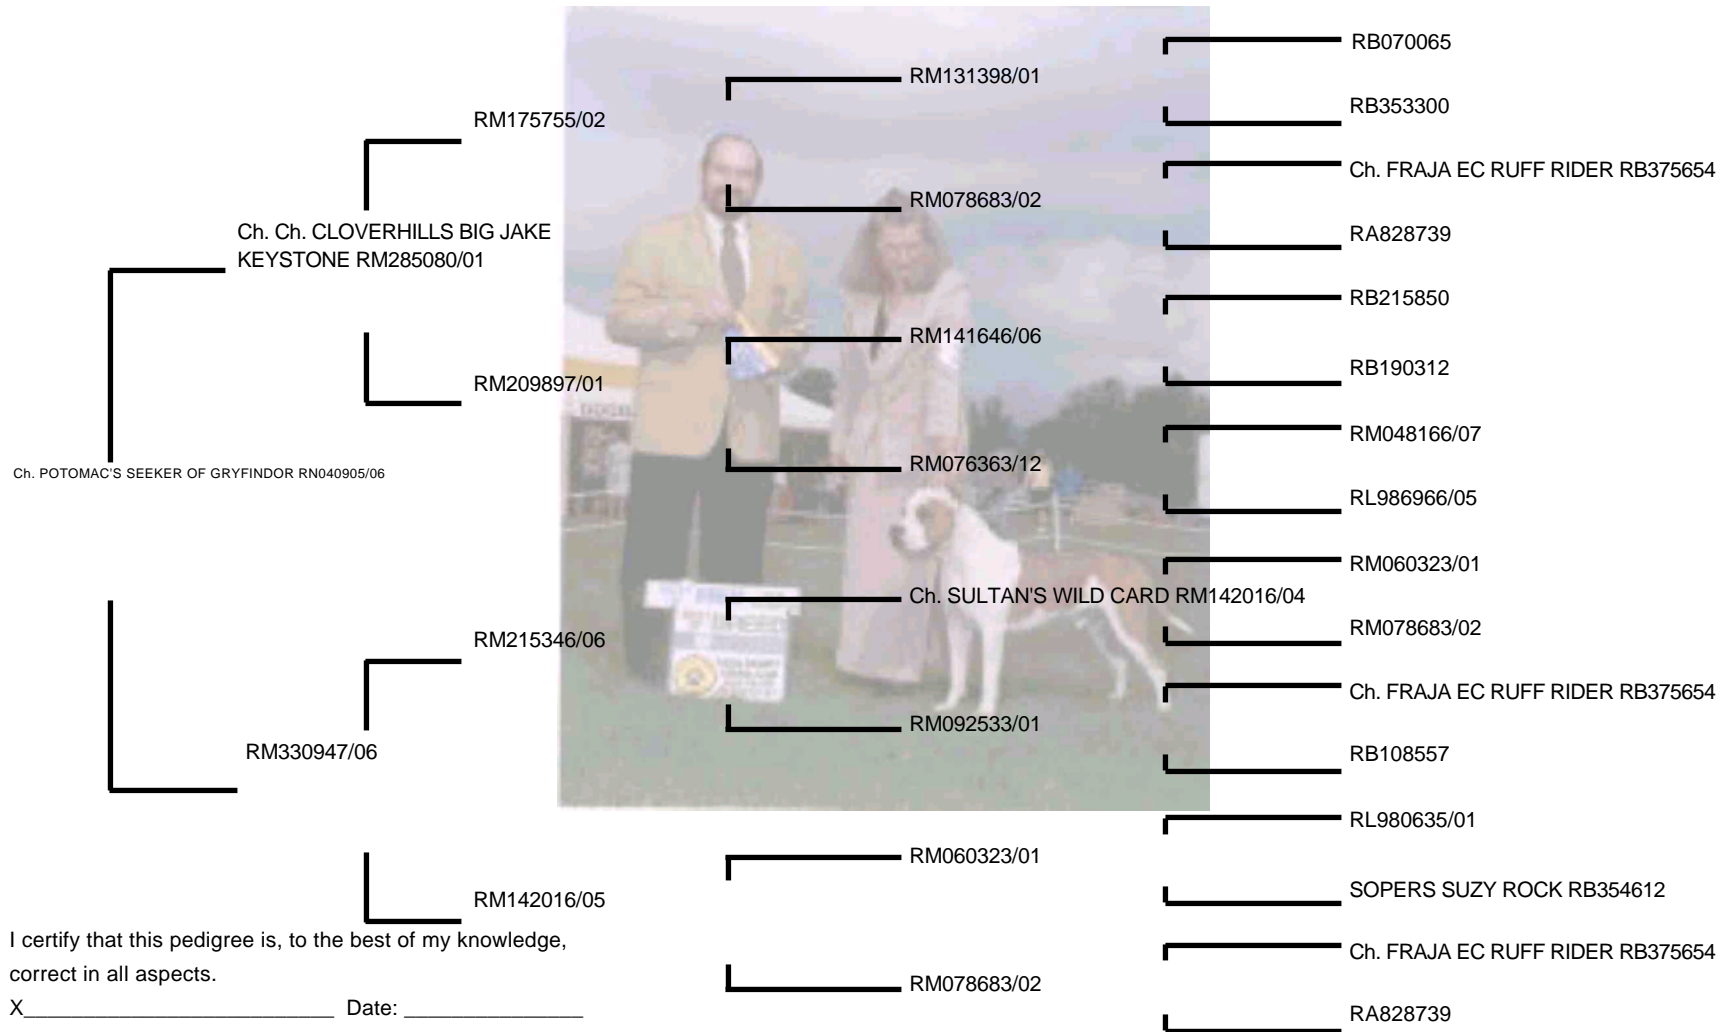 RB070065
RM131398/01
RB353300
RM175755/02
Ch. FRAJA EC RUFF RIDER RB375654
RM078683/02
Ch. Ch. CLOVERHILLS BIG JAKE
KEYSTONE RM285080/01
RA828739
RB215850
RM141646/06
RB190312
RM209897/01
RM048166/07
RM076363/12
Ch. POTOMAC'S SEEKER OF GRYFINDOR RN040905/06
RL986966/05
RM060323/01
Ch. SULTAN'S WILD CARD RM142016/04
RM078683/02
RM215346/06
Ch. FRAJA EC RUFF RIDER RB375654
RM092533/01
RM330947/06
RB108557
RL980635/01
RM060323/01
SOPERS SUZY ROCK RB354612
RM142016/05
I certify that this pedigree is, to the best of my knowledge,
correct in all aspects.
Ch. FRAJA EC RUFF RIDER RB375654
RM078683/02
X____________________________ Date: ________________
RA828739